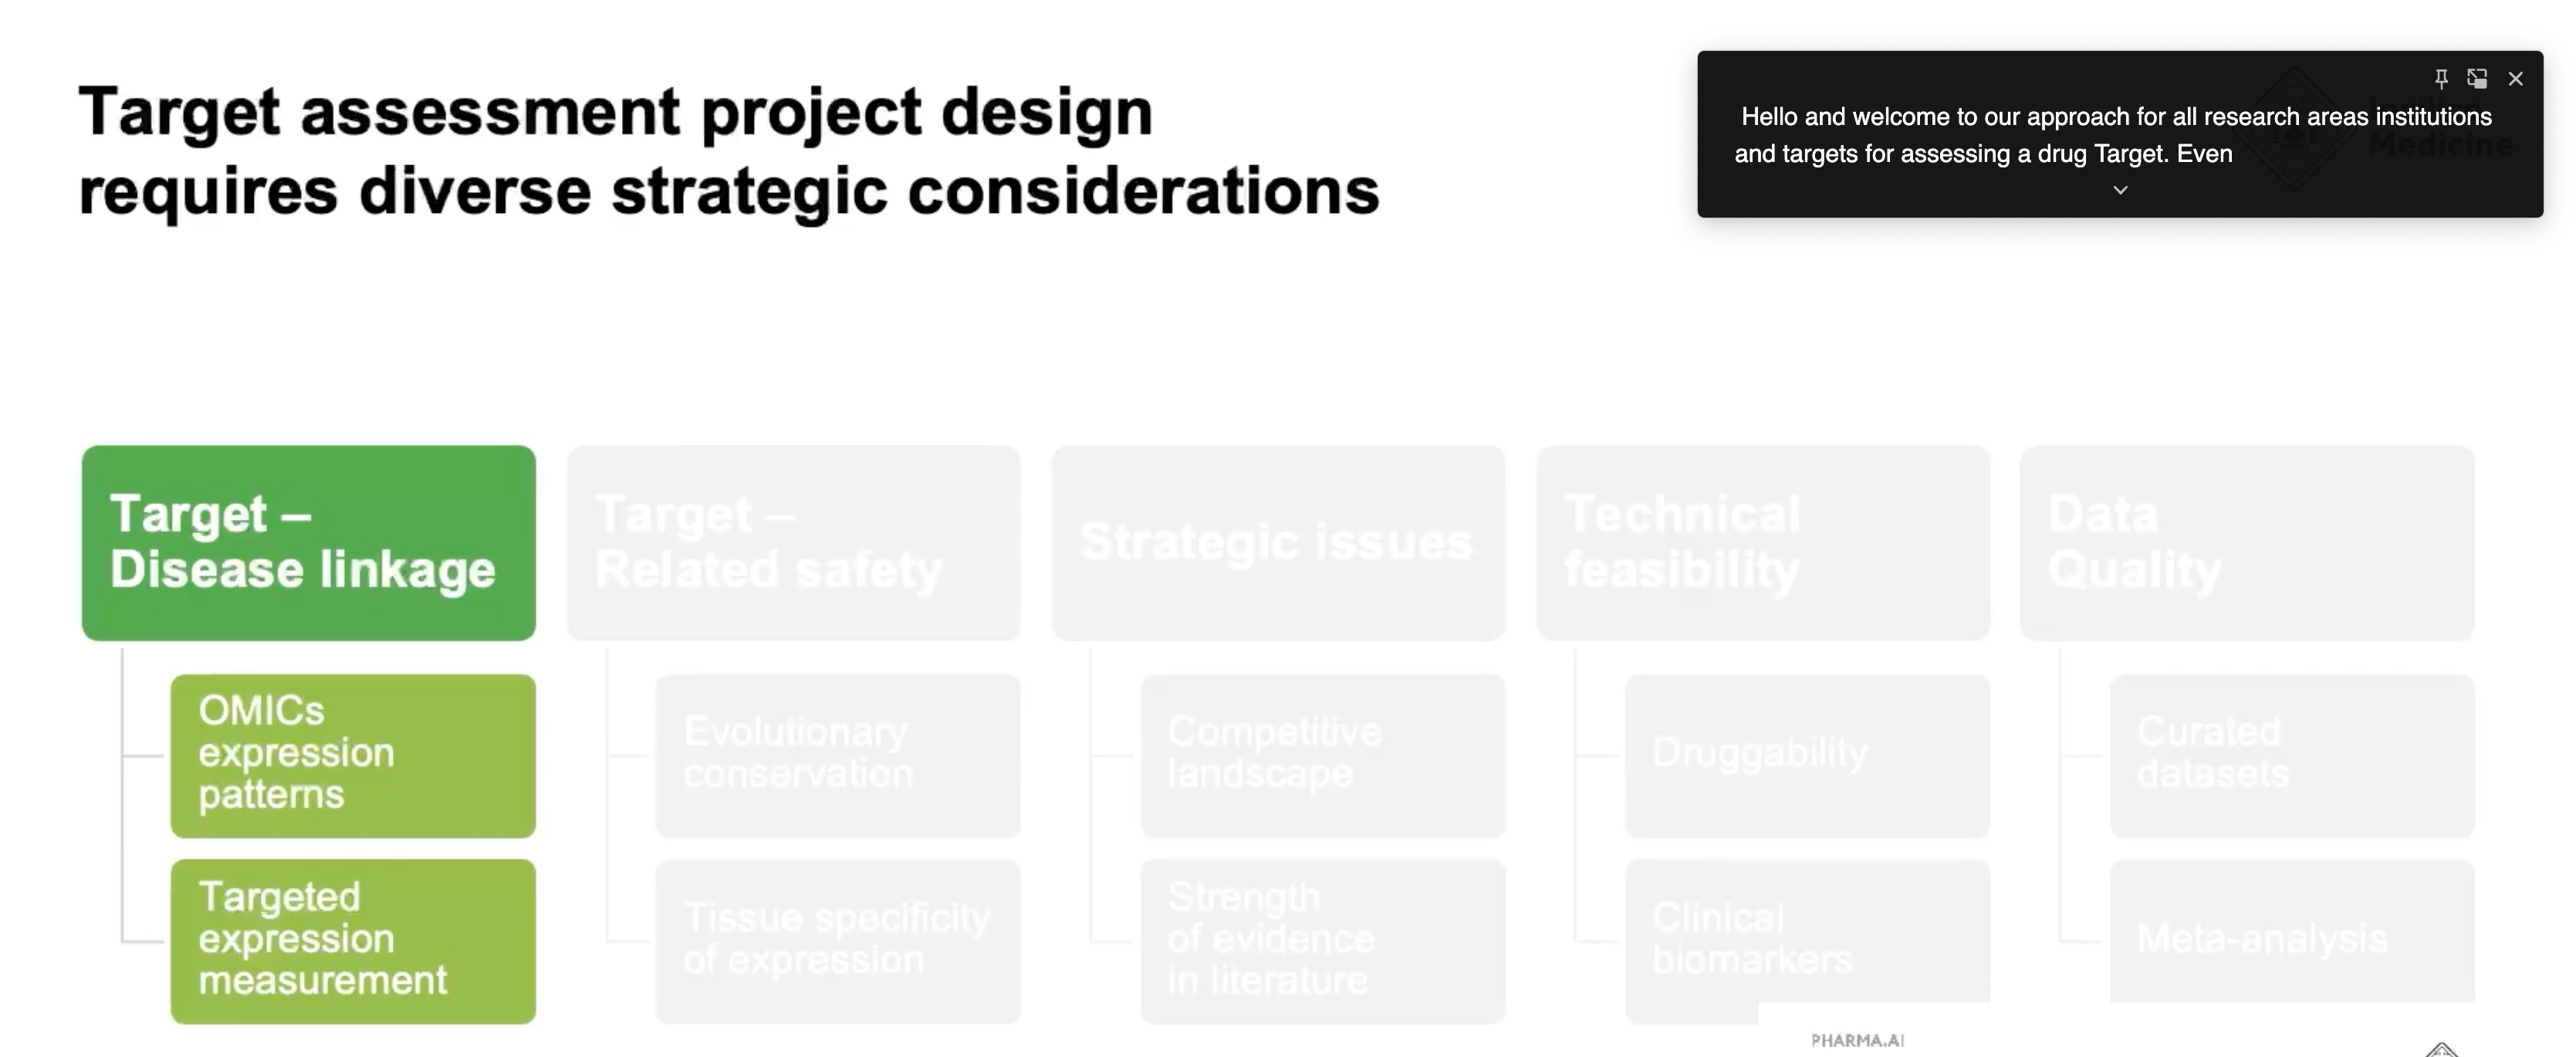 Target assessment project design
requires diverse strategic considerations
Hello and welcome to our approach for all research areas institutions
and targets for assessing a drug Target. Even
Medicine
Target –
Disease linkage
OMICs
expression
patterns
Targeted
expression
measurement
Target –
Related safety
Evolutionary
conservation
Tissue specificity
of expression
Strategic issues
Competitive
landscape
Strength
of evidence
in literature
Technical
feasibility
Druggability
Clinical
biomarkers
Data
Quality
Curated
datasets
Meta-analysis
PHARMA.AI